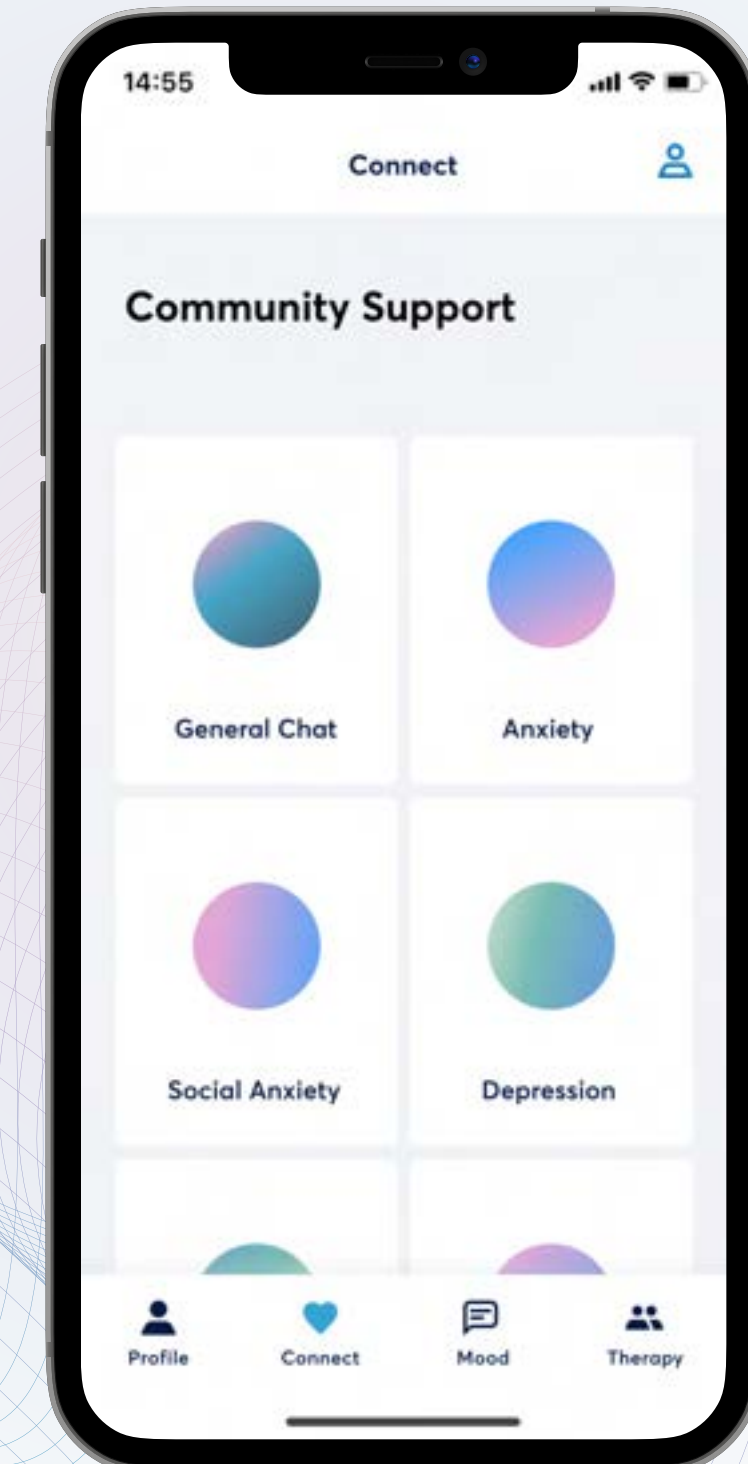 14:55
Connect
Community Support
General Chat
Anxiety
Social Anxiety
Depression
Profile
Connect
Mood
Therapy